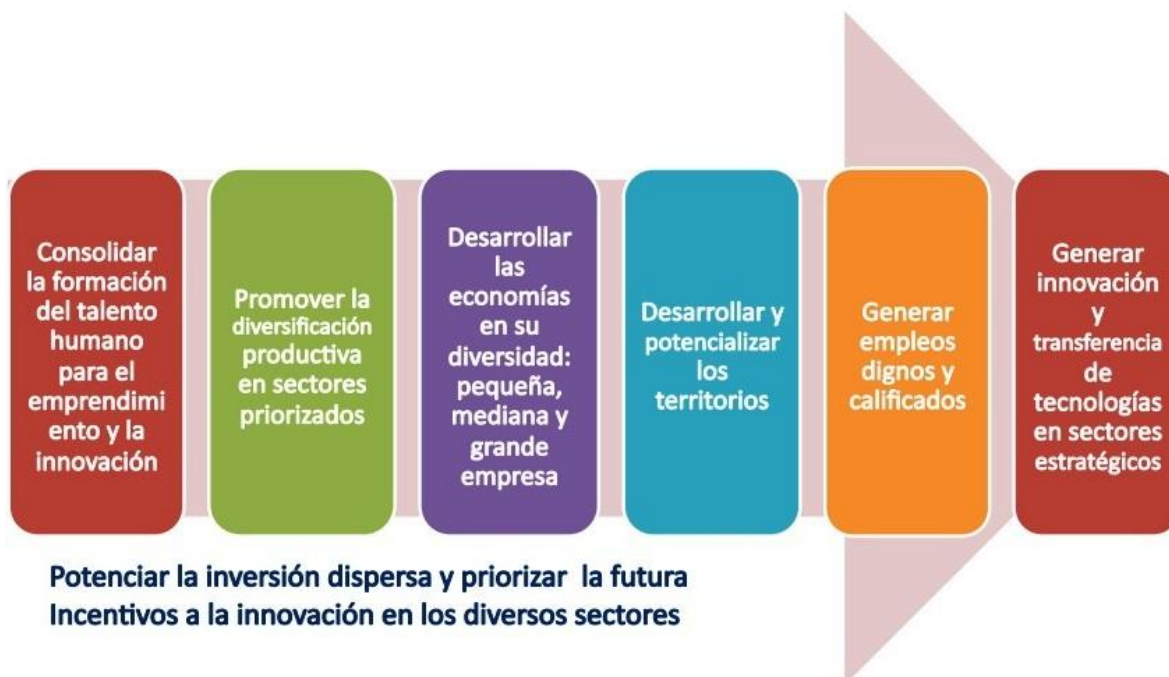 Consolidar
la formación
del talento
humano
para el
emprendimi
ento y la
innovación
Promover la
diversificación
productiva
en sectores
priorizados
Desarrollar
las
economías
en su
diversidad:
pequeña,
mediana y
grande
empresa
Desarrollar y
potencializar
los
territorios
Generar
empleos
dignos y
calificados
Generar
innovación
y
transferencia
de
tecnologías
en sectores
estratégicos
Potenciar la inversión dispersa y priorizar la futura
Incentivos a la innovación en los diversos sectores